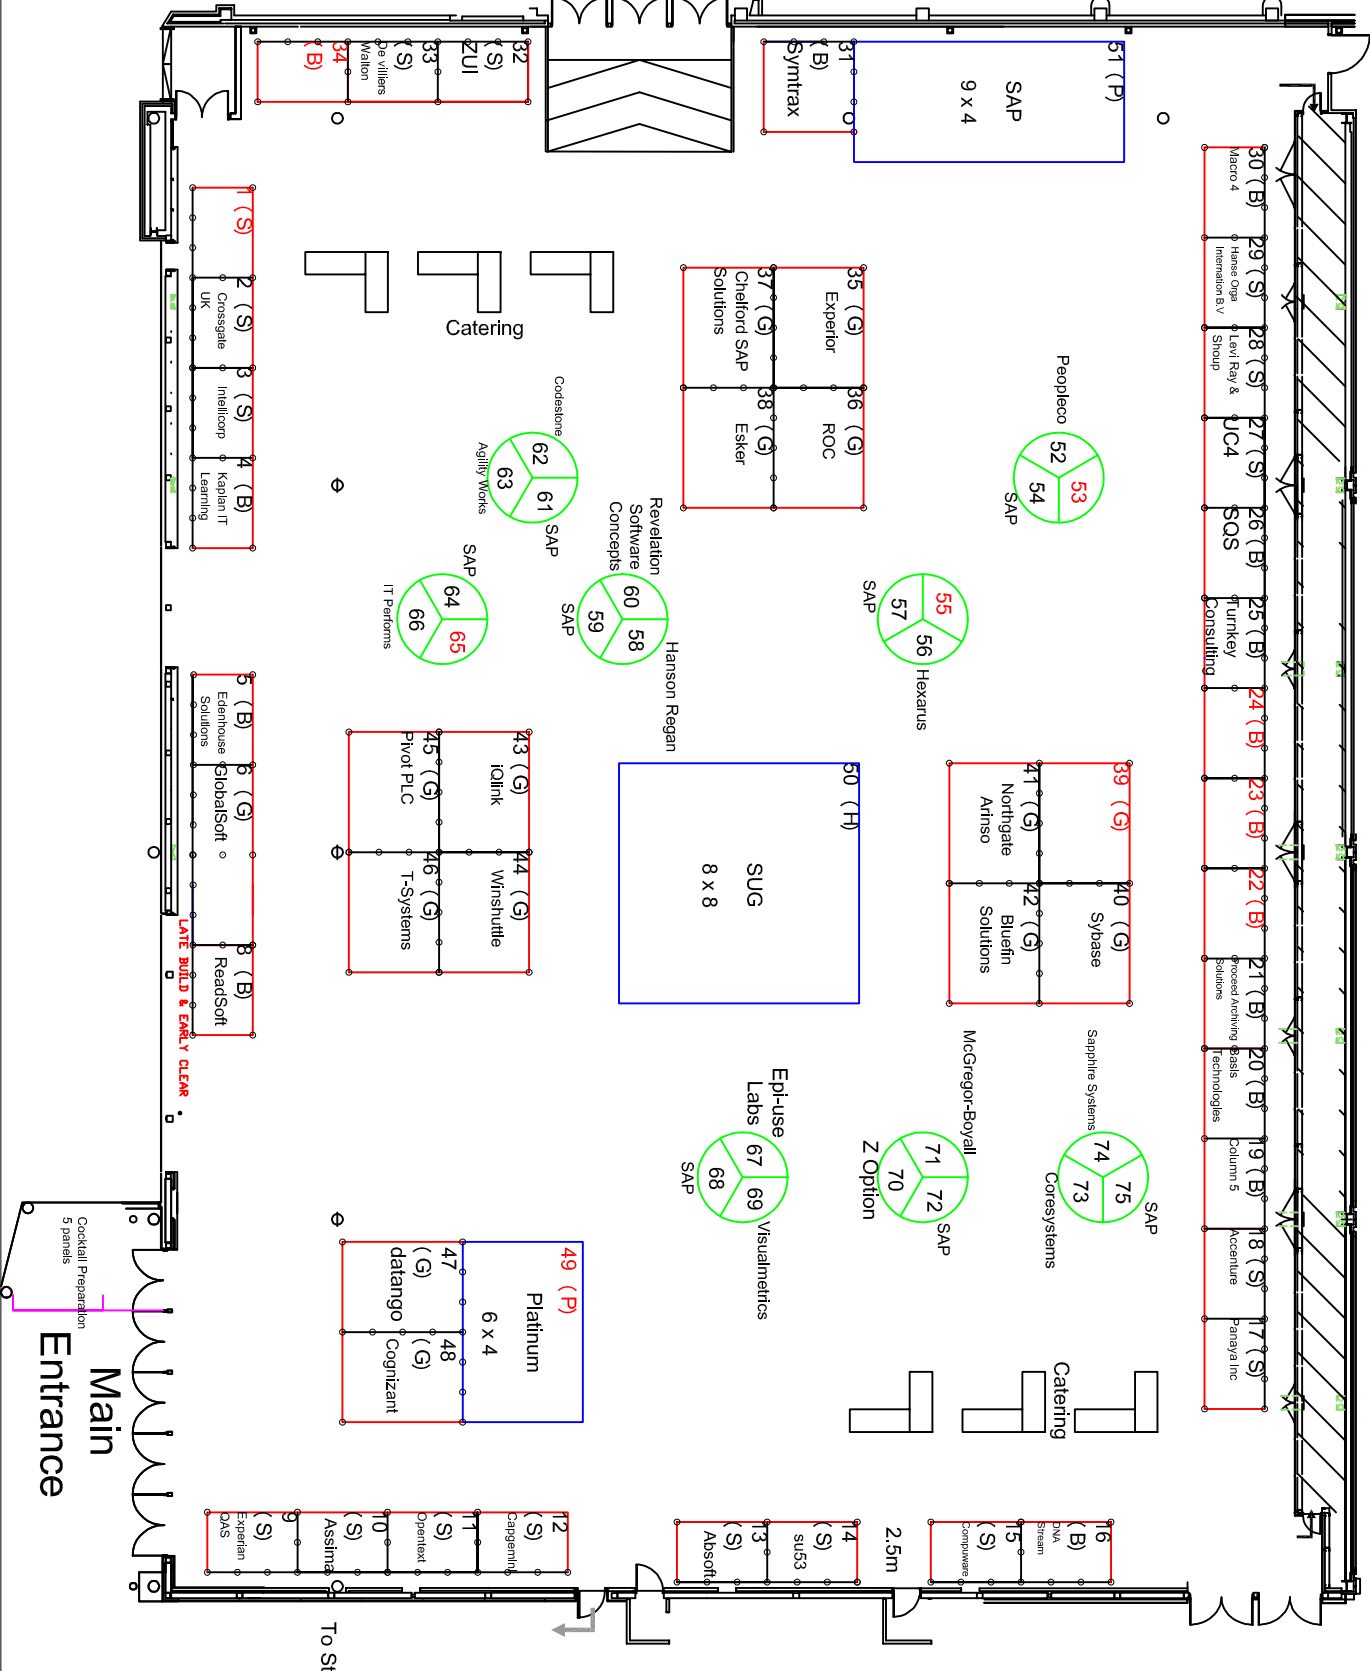 34
( B )
De villiers
Walton
33
( S )
ZUI
32
( S )
31
( B )
Symtrax
51 ( P )
SAP
9 x 4
30 ( B )
Macro 4
29 ( S )
Hanse Orga
Internation B.V
28 ( S )
Levi Ray &
Shoup
27 ( S )
UC4
26 ( B )
SQS
25 ( B )
Turnkey
Consulting
24 ( B )
23 ( B )
22 ( B )
21 ( B )
Proceed Archiving
Solutions
20 ( B )
Basis
Technologies
19 ( B )
Column 5
18 ( S )
Accenture
17 ( S )
Panaya Inc
1 ( S )
2 ( S )
Crossgate
UK
3 ( S )
Intellicorp
4 ( B )
Kaplan IT
Learning
5 ( B )
Edenhouse
Solutions
6 ( G )
GlobalSoft
8 ( B )
ReadSoft
LATE BUILD & EARLY CLEAR
Catering
35 ( G )
Experior
37 ( G )
Chelford SAP
Solutions
36 ( G )
ROC
38 ( G )
Esker
Peopleco
52
53
54
SAP
Codestone
62
63
61
Agility Works
SAP
Revelation
Software
Concepts
60
59
58
SAP
Hanson Regan
SAP
64
65
66
IT Performs
55
57
56
SAP
Hexarus
43 ( G )
iQlink
45 ( G )
Pivot PLC
44 ( G )
Winshuttle
46 ( G )
T-Systems
50 ( H )
SUG
8 x 8
39 ( G )
41 ( G )
Northgate
Arinso
40 ( G )
Sybase
42 ( G )
Bluefin
Solutions
Epi-use
Labs
67
68
69
SAP
Visualmetrics
McGregor-Boyall
71
70
72
Z Option
SAP
Sapphire Systems
74
73
75
Coresystems
SAP
47
( G )
datango
48
( G )
Cognizant
49 ( P )
Platinum
6 x 4
Catering
Cocktail Preparation
5 panels
Main
Entrance
9
( S )
Experian
QAS
10
( S )
Assima
11
( S )
Opentext
12
( S )
Capgemini
13
( S )
Absoft
14
( S )
su53
2.5m
15
( S )
Compuware
16
( B )
DNA
Stream
To St